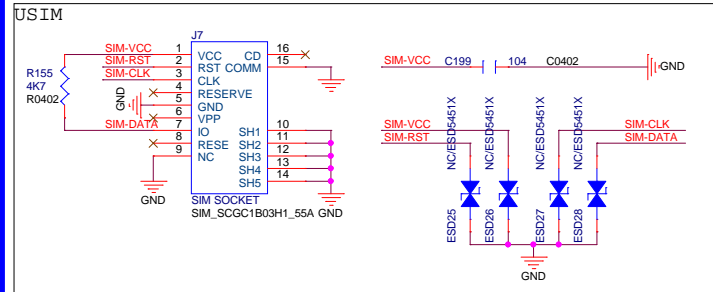 USIM
J7
SIM-VCC 1 VCC CD 16
SIM-RST 2 RST COMM 15
SIM-CLK 3 CLK
4 RESERVE
GND 5 GND
6 VPP
SIM-DATA 7 IO SH1 10
8 RESE SH2 11
9 NC SH3 12
SH4 13
SH5 14
R155
4K7
R0402
GND
SIM SOCKET
SIM_SCGC1B03H1_55A
GND
SIM-VCC C199 104 C0402 GND
SIM-VCC
SIM-RST
SIM-CLK
SIM-DATA
NC/ESD5451X
NC/ESD5451X
NC/ESD5451X
NC/ESD5451X
ESD25
ESD26
ESD27
ESD28
GND